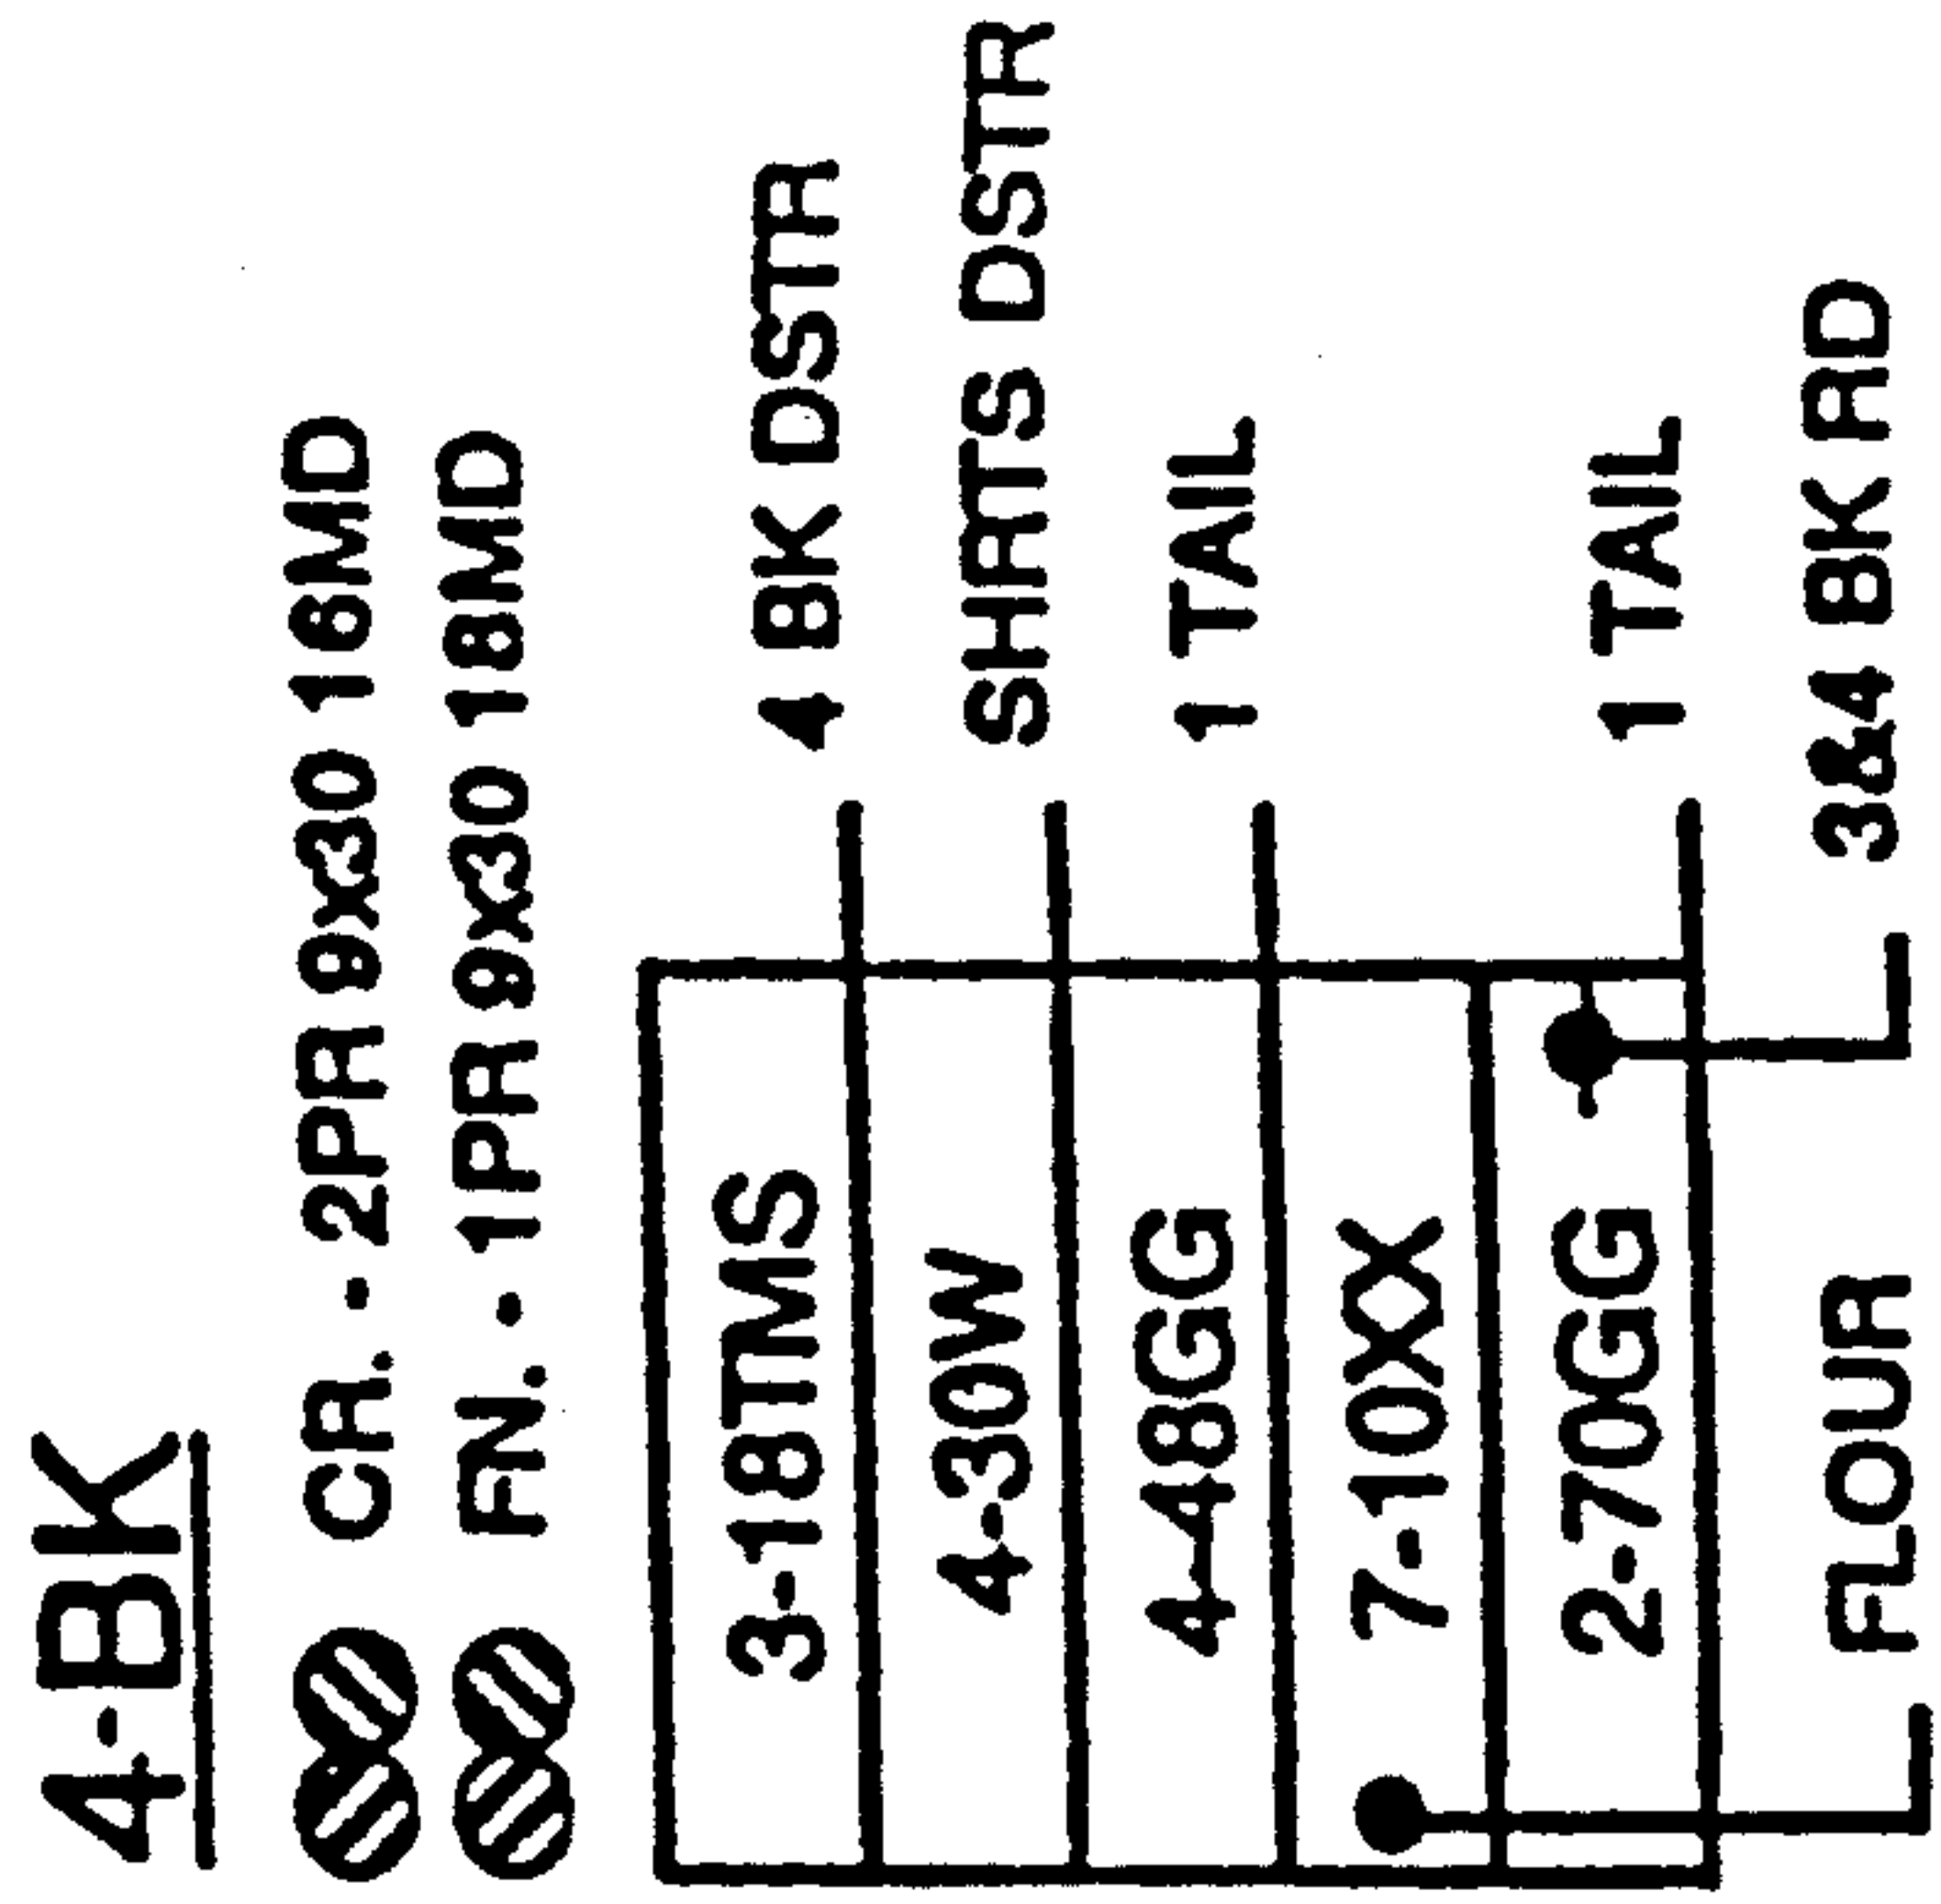 4-BK
CR. - 2PR 9x30 16MD
FN. - 1PR 9x30 18MD
3-18TMS 4 BK DSTR
4-30W SHRTS DSTR
4-48GG 1 TAIL
7-10XX
2-70GG 1 TAIL
FLOUR 3&4 BK RD